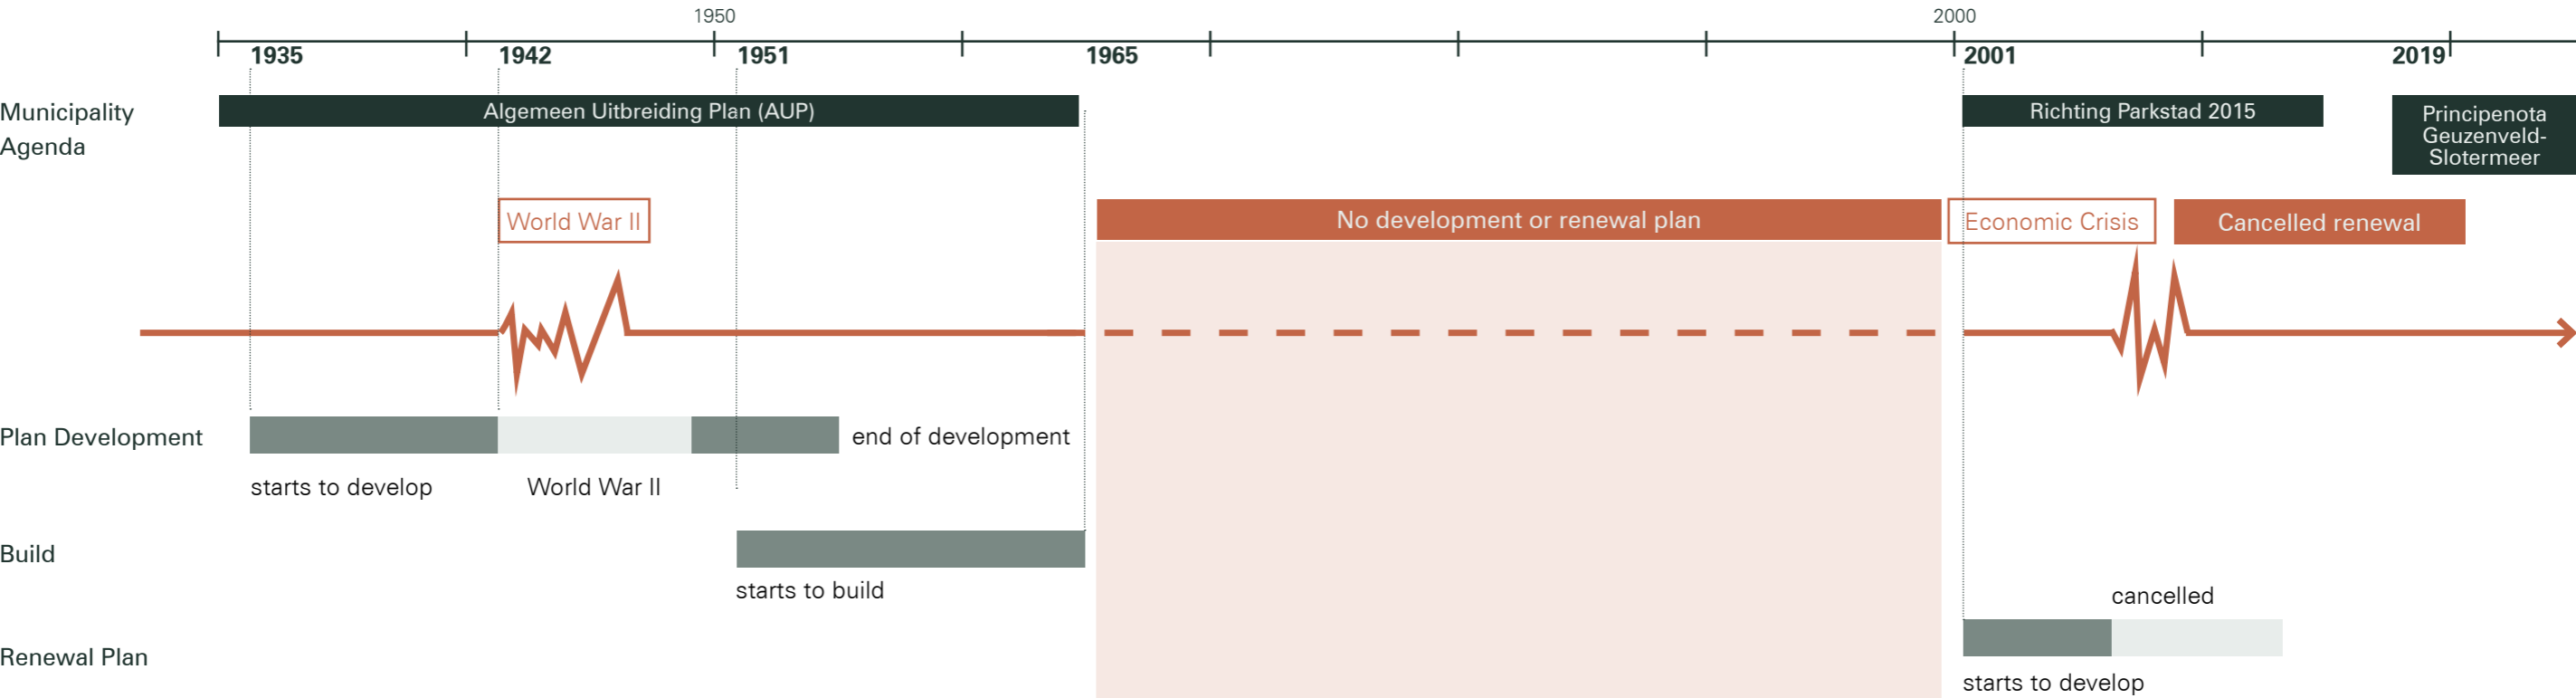 1950
2000
1935
1942
1951
1965
2001
2019
Municipality
Agenda
Algemeen Uitbreiding Plan (AUP)
Richting Parkstad 2015
Principenota
Geuzenveld-
Slotermeer
World War II
No development or renewal plan
Economic Crisis
Cancelled renewal
Plan Development
end of development
starts to develop
World War II
Build
starts to build
cancelled
Renewal Plan
starts to develop